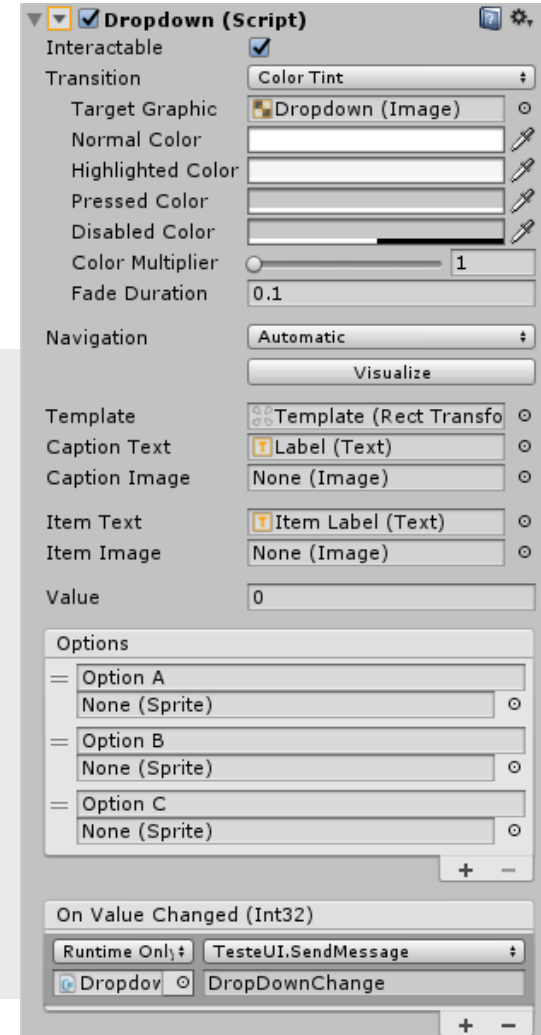 Dropdown (Script)
Interactable
Transition Color Tint
Target Graphic Dropdown (Image)
Normal Color
Highlighted Color
Pressed Color
Disabled Color
Color Multiplier 1
Fade Duration 0.1
Navigation Automatic
Visualize
Template Template (Rect Transfo
Caption Text Label (Text)
Caption Image None (Image)
Item Text Item Label (Text)
Item Image None (Image)
Value 0
Options
Option A
None (Sprite)
Option B
None (Sprite)
Option C
None (Sprite)
On Value Changed (Int32)
Runtime Only TesteUI.SendMessage
Dropdov DropDownChange